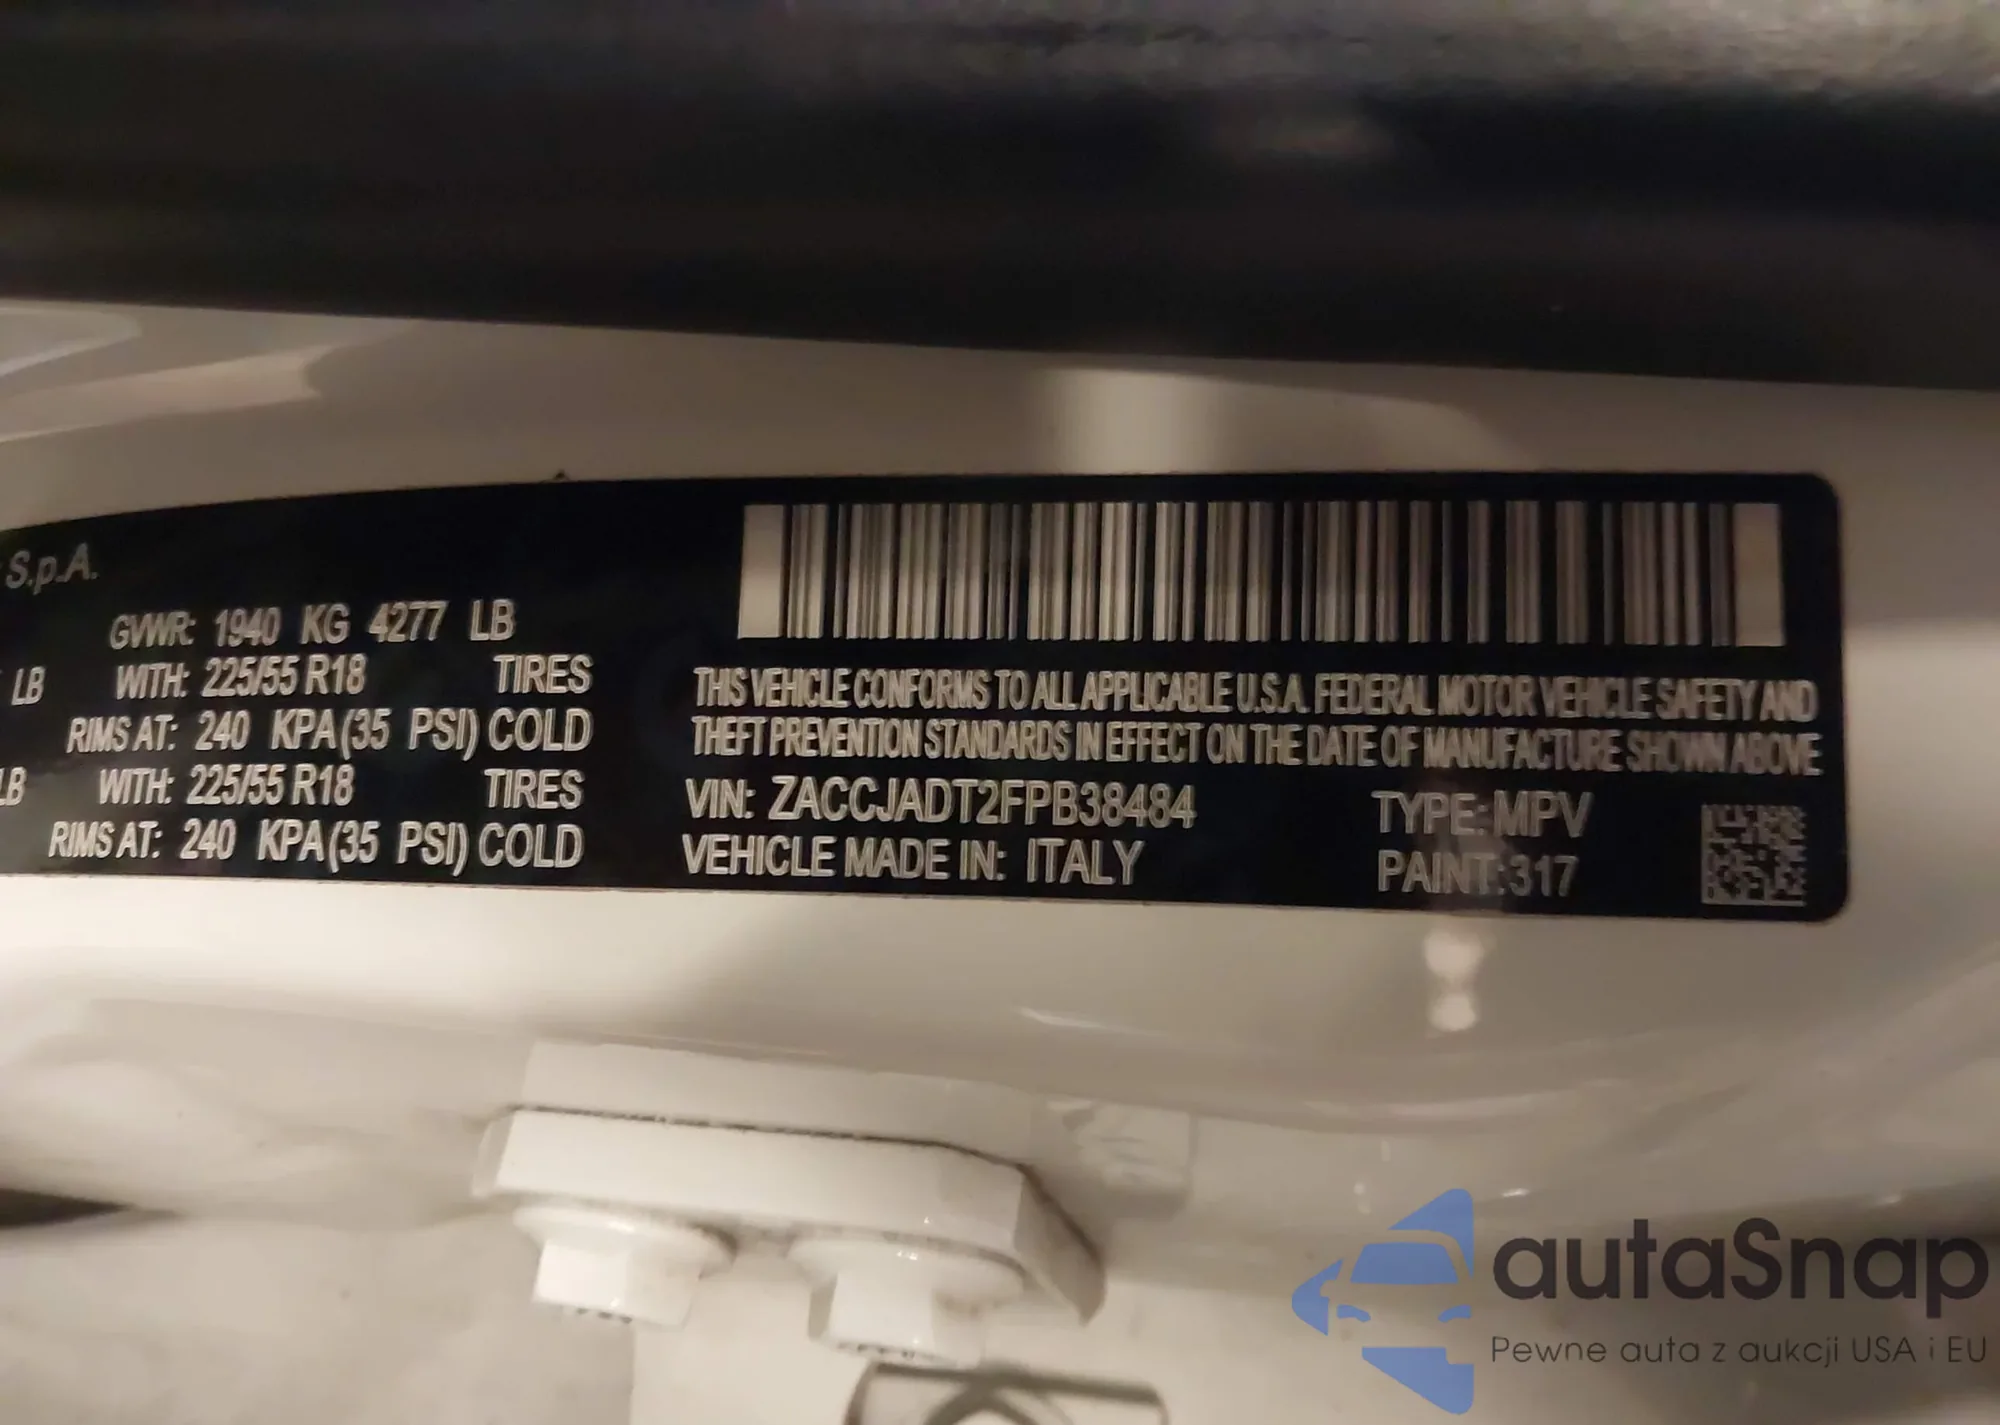 S.p.A.
GVWR: 1940 KG 4277 LB
LB WITH: 225/55 R18 TIRES
RIMS AT: 240 KPA(35 PSI) COLD
LB WITH: 225/55 R18 TIRES
RIMS AT: 240 KPA(35 PSI) COLD
THIS VEHICLE CONFORMS TO ALL APPLICABLE U.S.A. FEDERAL MOTOR VEHICLE SAFETY AND
THEFT PREVENTION STANDARDS IN EFFECT ON THE DATE OF MANUFACTURE SHOWN ABOVE
VIN: ZACCJADT2FPB38484 TYPE: MPV
VEHICLE MADE IN: ITALY PAINT: 317
autaSnap
Pewne auta z aukcji USA i EU